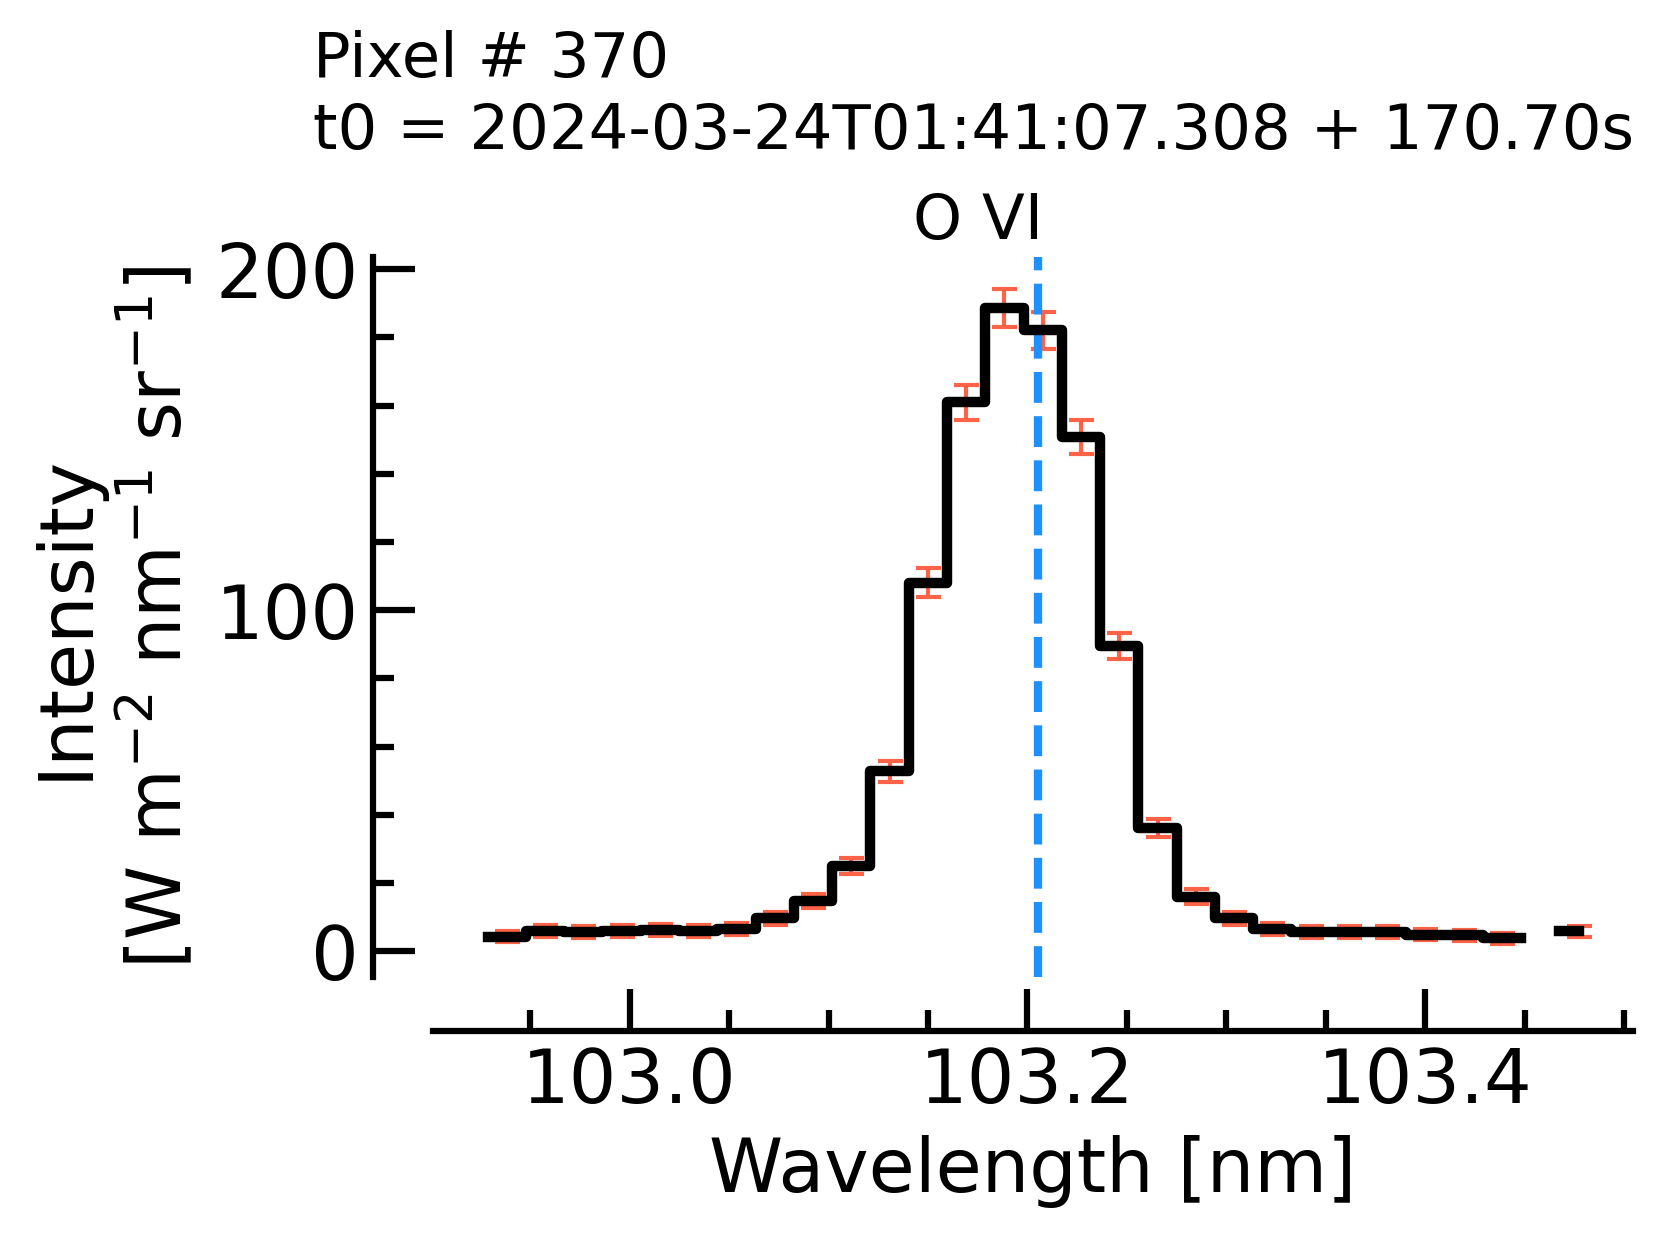 Pixel # 370
t0 = 2024-03-24T01:41:07.308 + 170.70s
O VI
Intensity
[W m⁻² nm⁻¹ sr⁻¹]
200
100
0
103.0 103.2 103.4
Wavelength [nm]